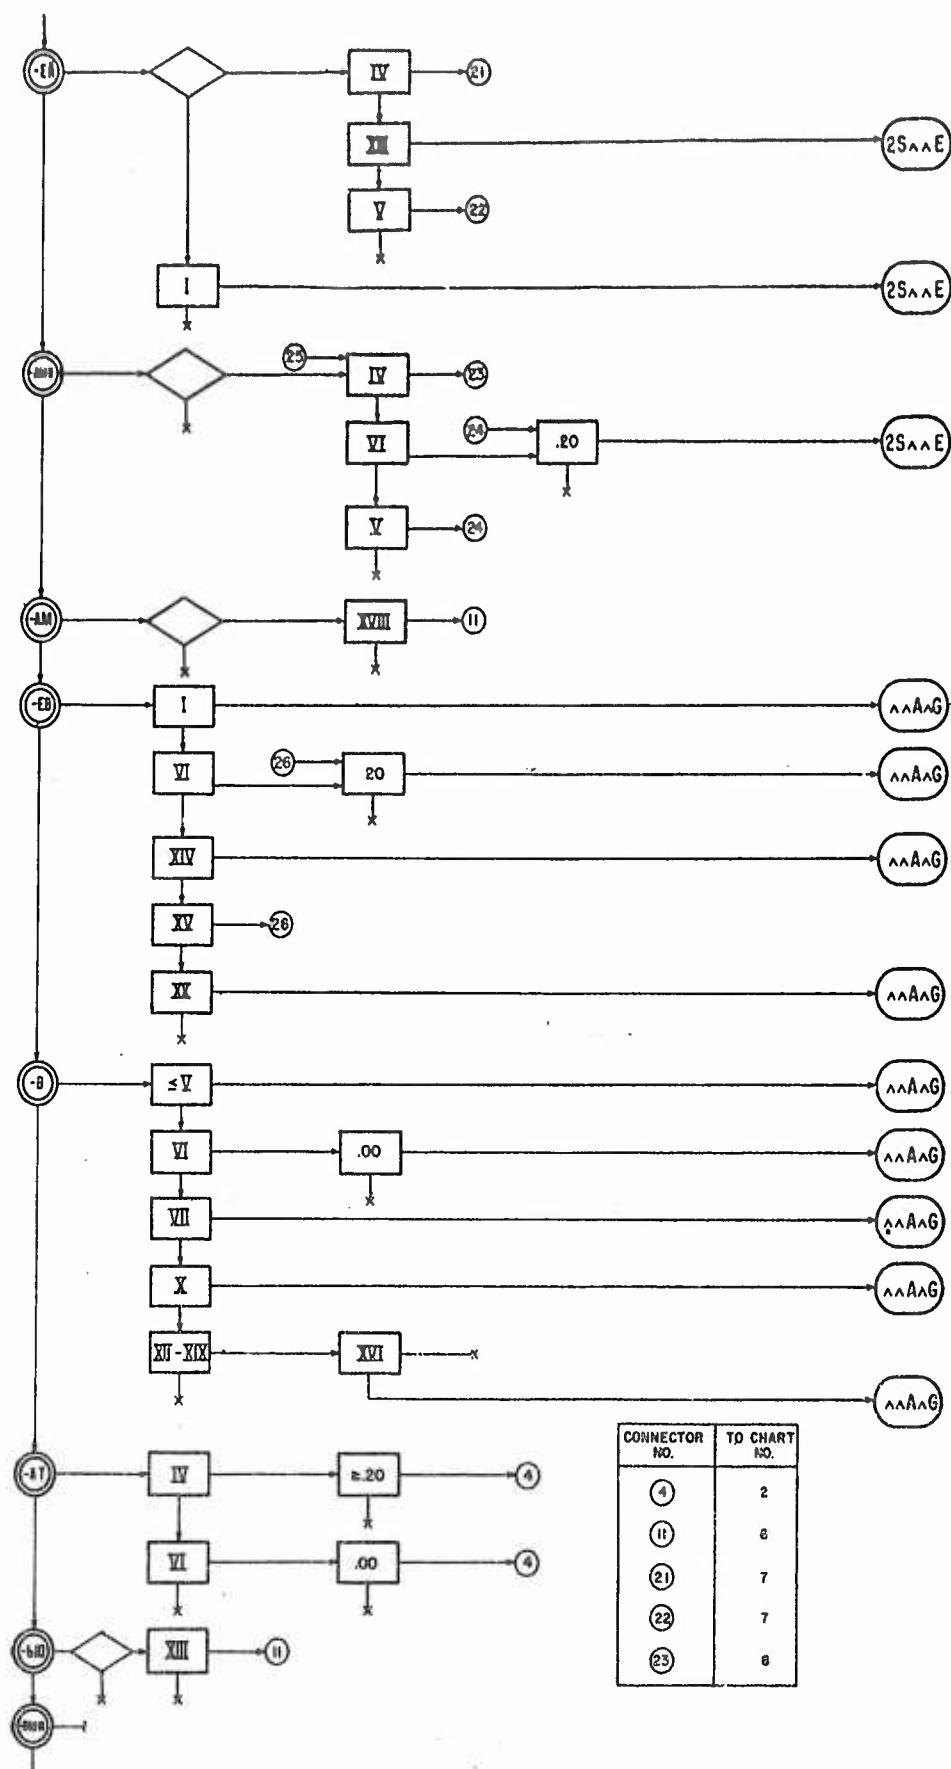 -ЕЙ
IV
21
XIII
2S∧∧E
V
22
I
2S∧∧E
25
IV
23
VI
24
.20
2S∧∧E
V
24
-AM
XVIII
11
-EB
I
∧∧A∧G
VI
26
20
∧∧A∧G
XIV
∧∧A∧G
XV
26
XX
∧∧A∧G
-B
≤ V
∧∧A∧G
VI
.00
∧∧A∧G
VII
∧∧A∧G
X
∧∧A∧G
XII - XIX
XVI
∧∧A∧G
CONNECTOR NO.
TO CHART NO.
4
2
11
6
21
7
22
7
23
8
-AT
IV
≥.20
4
VI
.00
4
XIII
11